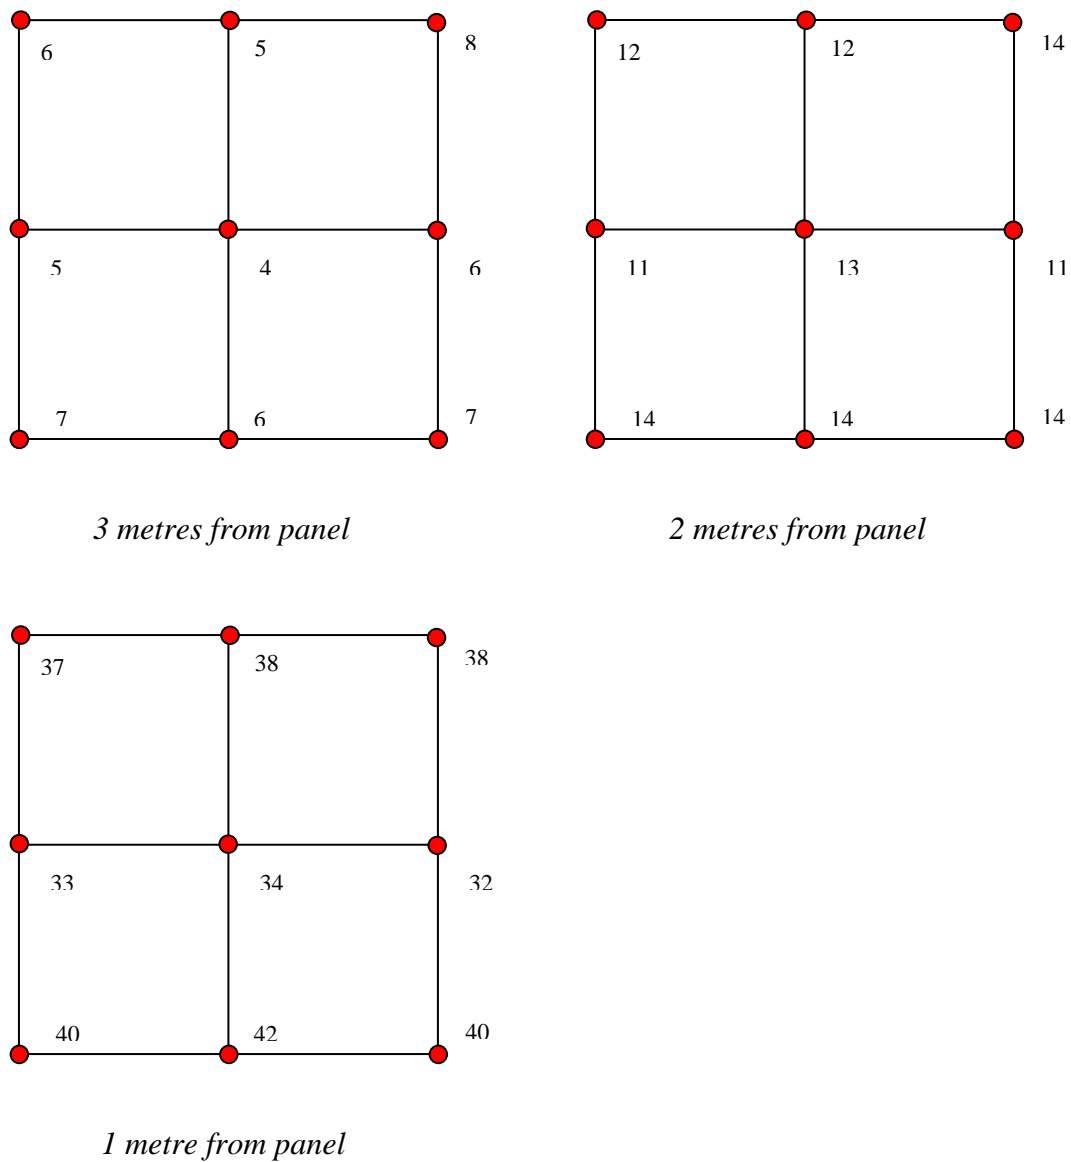 6 5 8
5 4 6
7 6 7
3 metres from panel
12 12 14
11 13 11
14 14 14
2 metres from panel
37 38 38
33 34 32
40 42 40
1 metre from panel